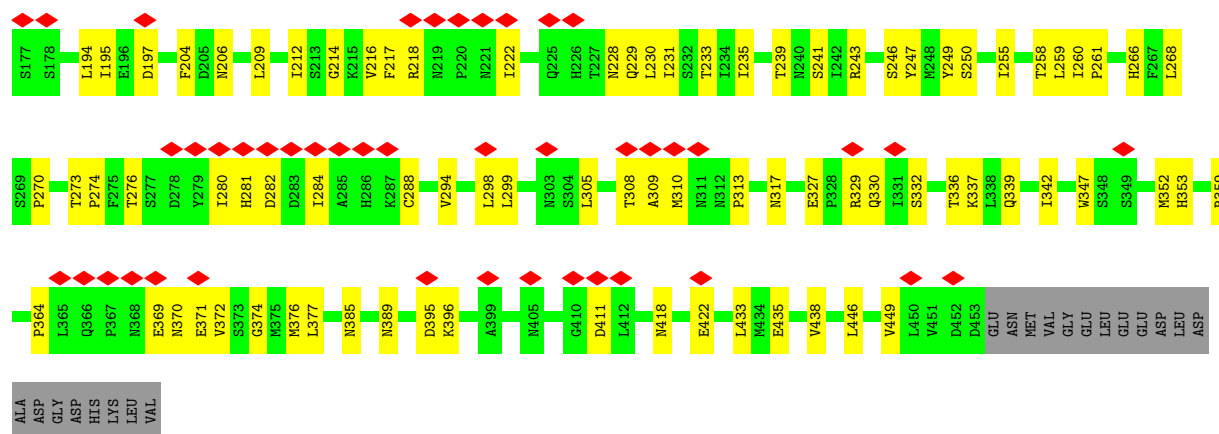 S177 S178 L194 I195 E196 D197 F204 D205 N206 L209 I212 S213 G214 K215 V216 F217 R218 N219 P220 N221 I222 Q225 H226 T227 N228 Q229 L230 I231 S232 T233 I234 I235 T239 N240 S241 I242 R243 S246 Y247 M248 Y249 S250 I255 T258 L259 I260 P261 H266 F267 L268
S269 P270 T273 P274 F275 T276 S277 D278 Y279 I280 H281 D282 D283 I284 A285 H286 K287 C288 V294 L298 L299 N303 S304 L305 T308 A309 M310 N311 N312 P313 N317 E327 P328 R329 Q330 I331 S332 T336 K337 L338 Q339 I342 W347 S348 S349 M352 H353
P364 L365 Q366 P367 N368 E369 N370 E371 V372 S373 G374 M375 M376 L377 N385 N389 D395 K396 A399 N405 G410 D411 L412 N418 E422 L433 M434 E435 V438 L446 V449 L450 V451 D452 D453 GLU ASN MET VAL GLY GLU LEU GLU GLU ASP LEU ASP
ALA ASP GLY ASP HIS LYS LEU VAL